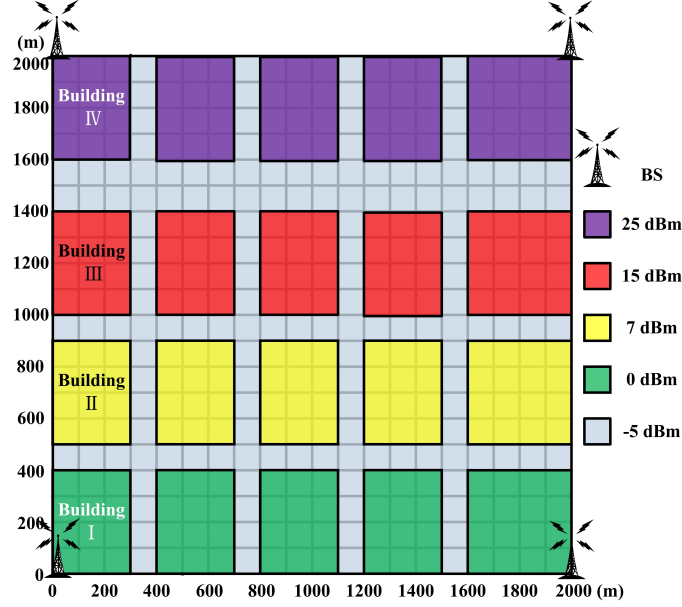 (m)
2000
1800
1600
1400
1200
1000
800
600
400
200
0
Building
Ⅳ
Building
Ⅲ
Building
Ⅱ
Building
Ⅰ
0 200 400 600 800 1000 1200 1400 1600 1800 2000 (m)
BS
25 dBm
15 dBm
7 dBm
0 dBm
-5 dBm